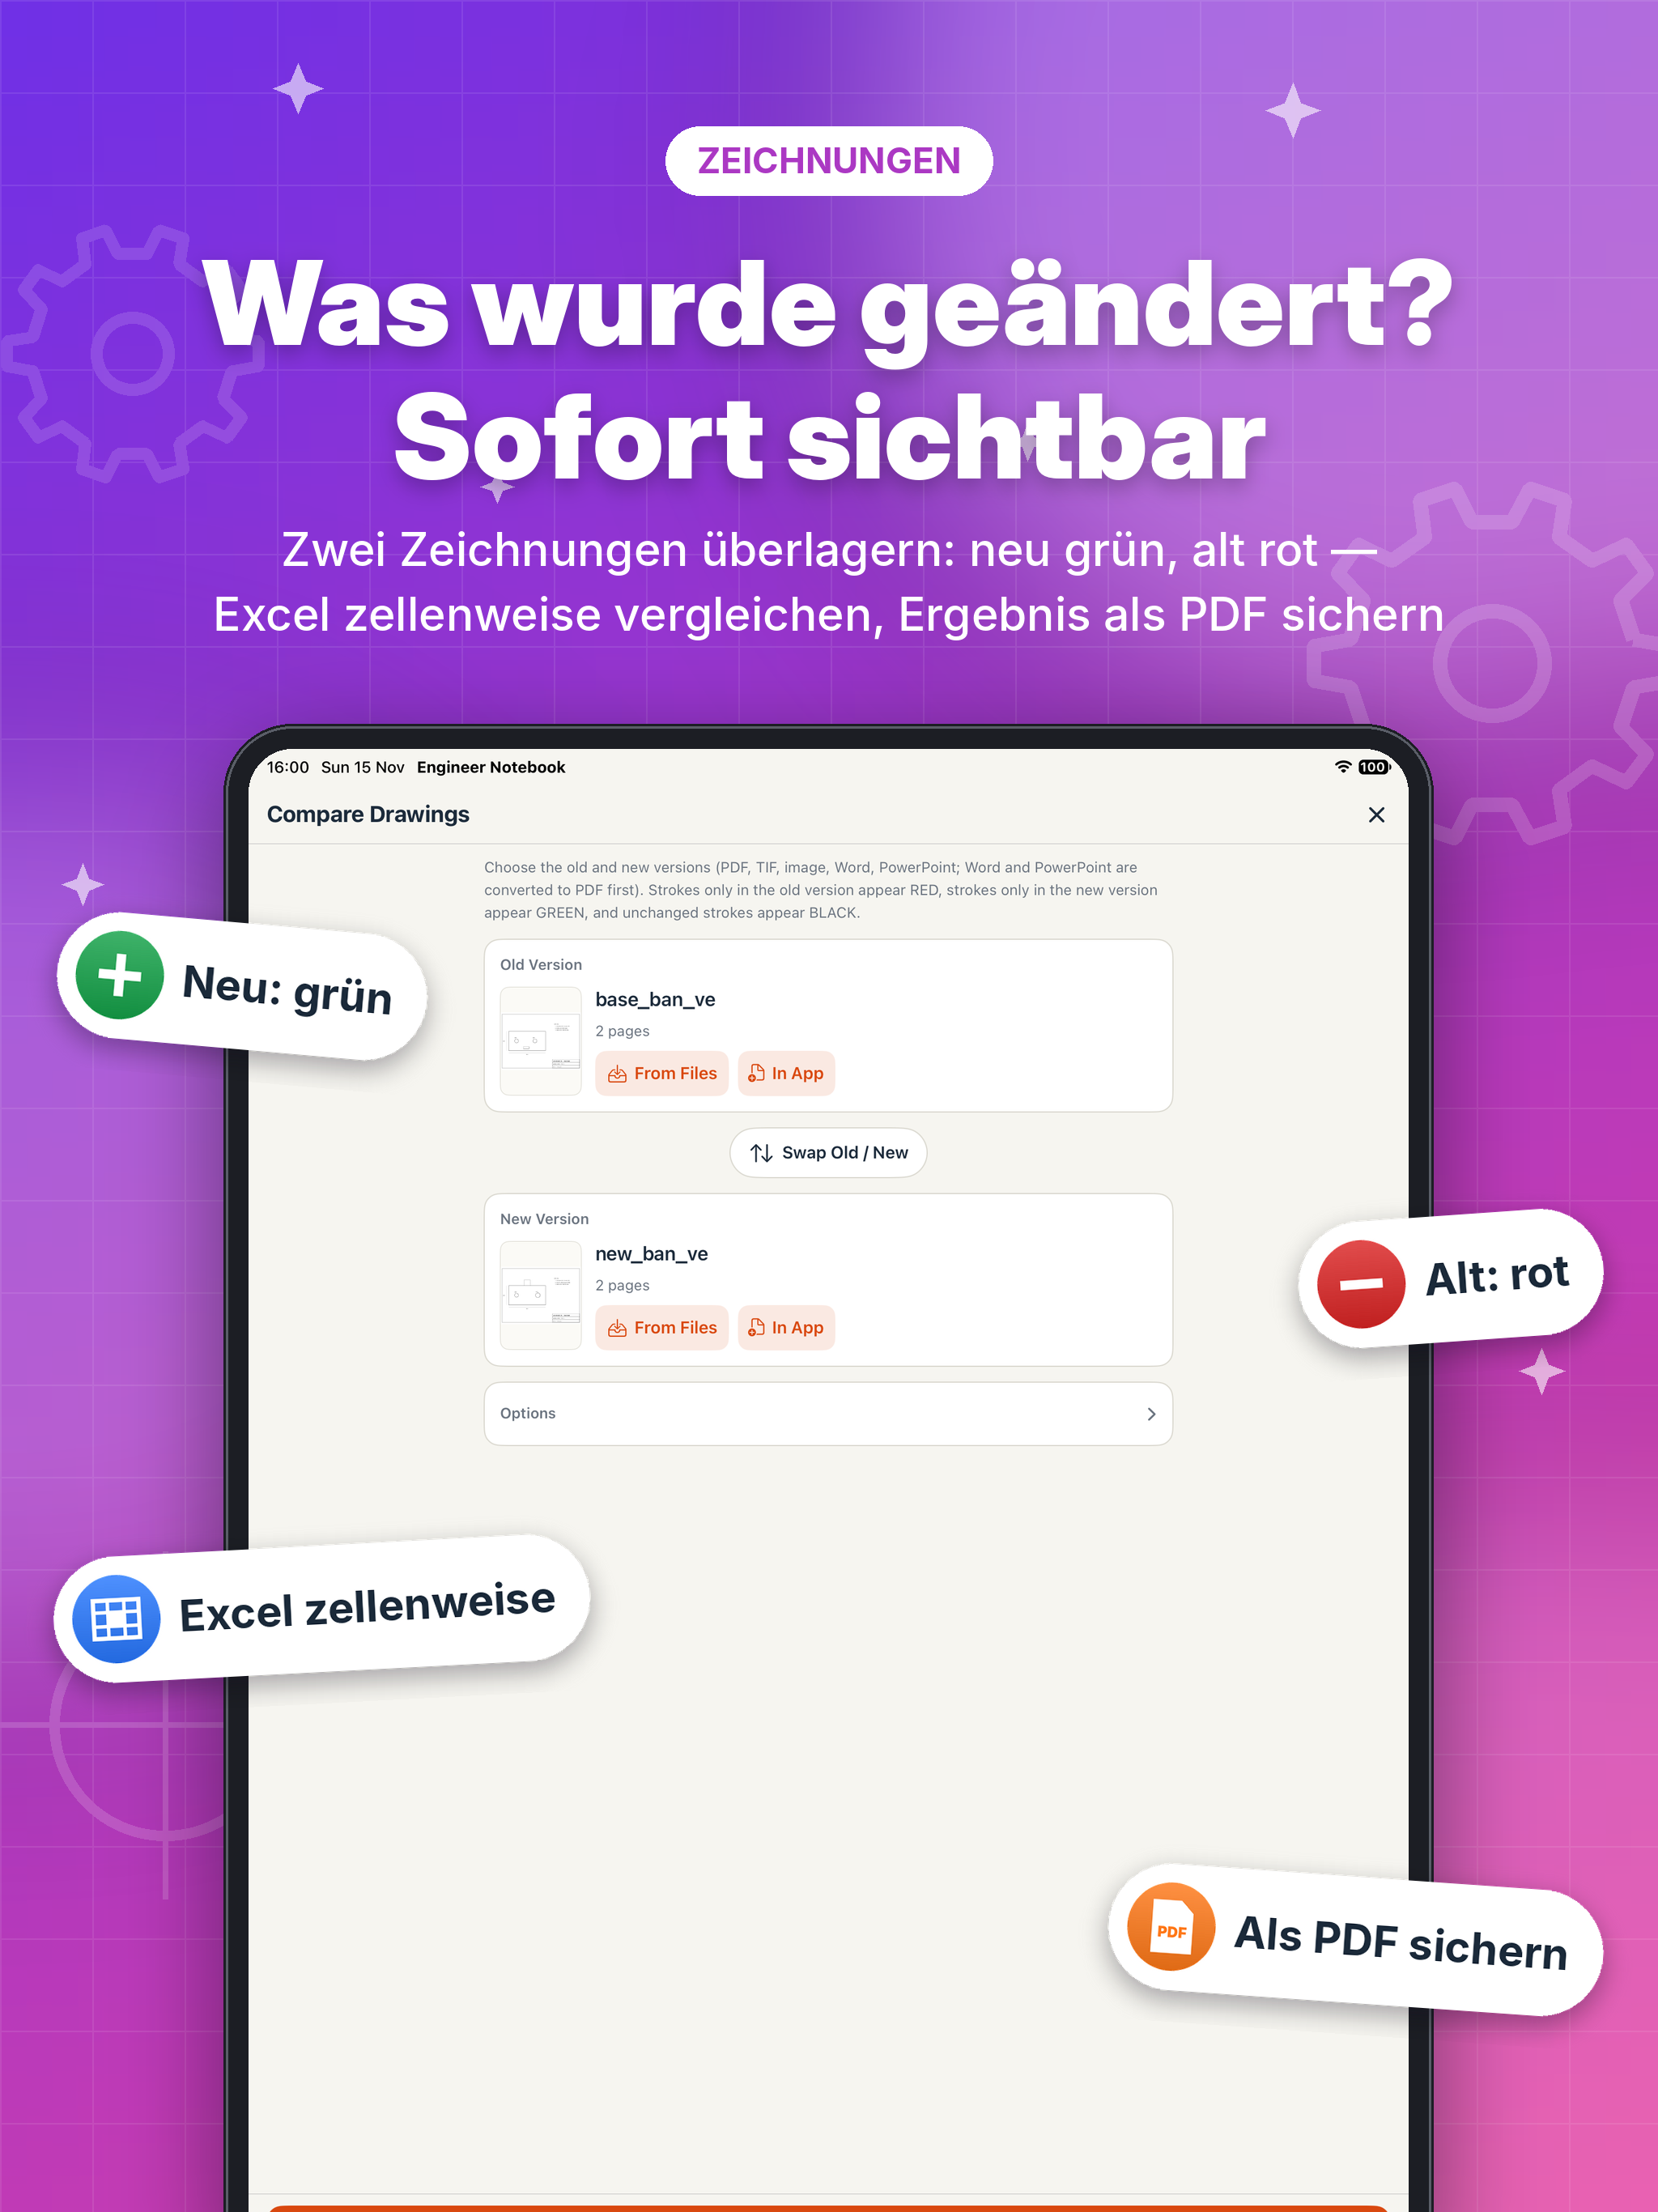 ZEICHNUNGEN
Was wurde geändert?
Sofort sichtbar
Zwei Zeichnungen überlagern: neu grün, alt rot —
Excel zellenweise vergleichen, Ergebnis als PDF sichern
16:00 Sun 15 Nov Engineer Notebook
100
Compare Drawings
Choose the old and new versions (PDF, TIF, image, Word, PowerPoint; Word and PowerPoint are
converted to PDF first). Strokes only in the old version appear RED, strokes only in the new version
appear GREEN, and unchanged strokes appear BLACK.
Neu: grün
Old Version
base_ban_ve
2 pages
From Files
In App
Swap Old / New
New Version
new_ban_ve
2 pages
From Files
In App
Alt: rot
Options
Excel zellenweise
PDF
Als PDF sichern